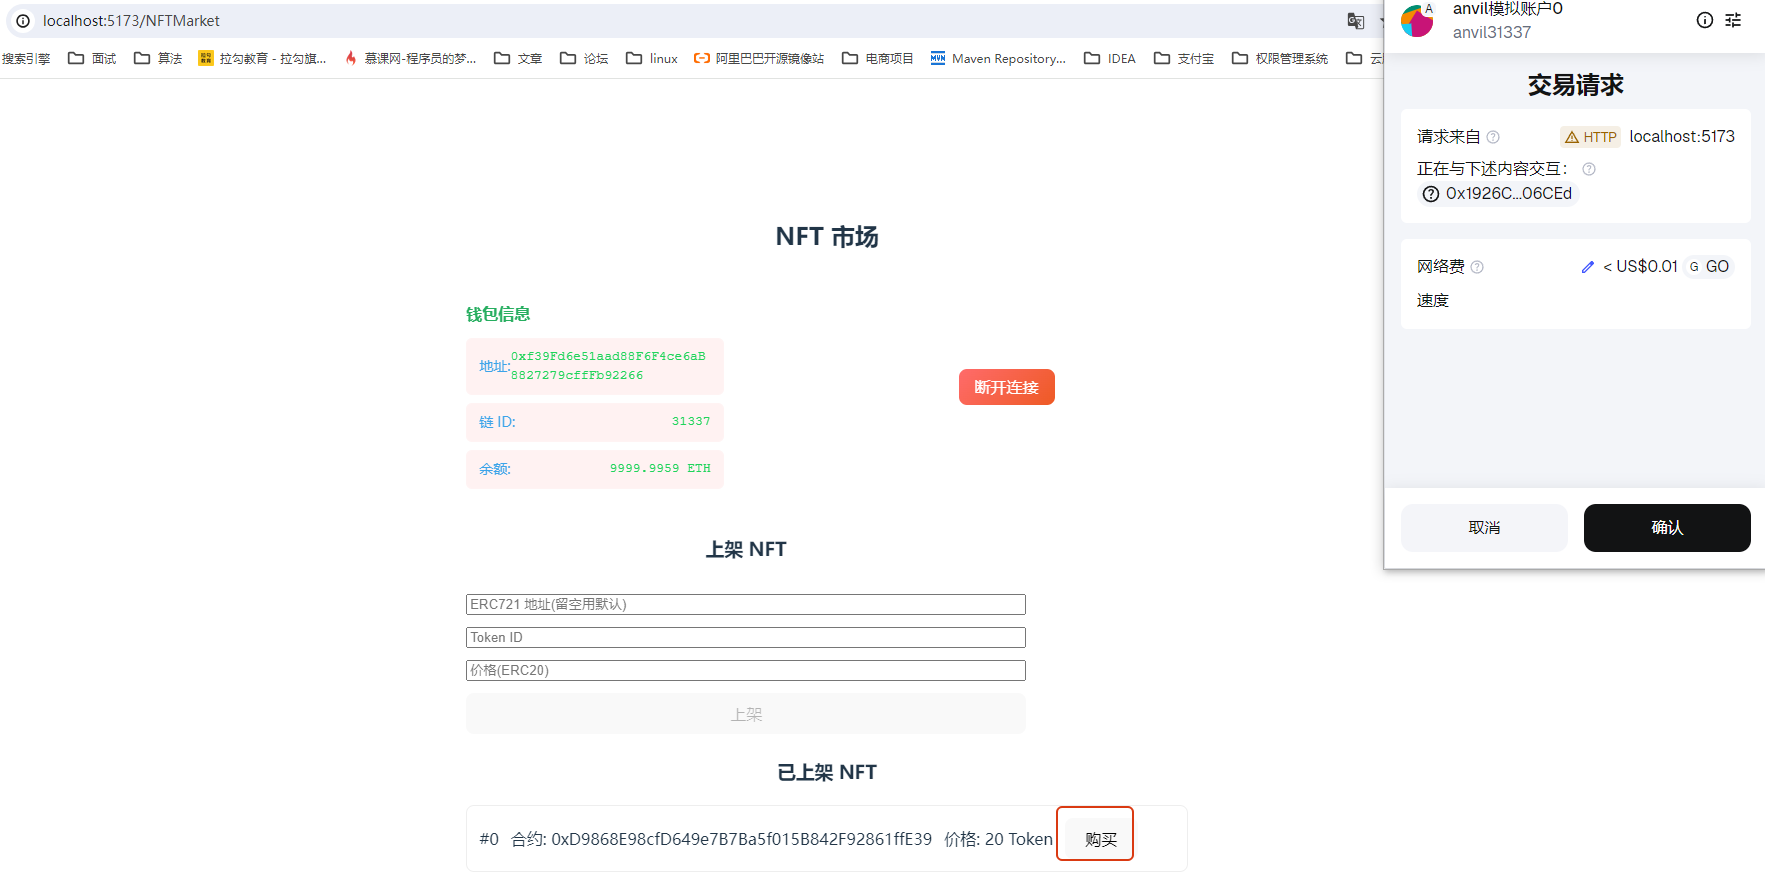 localhost:5173/NFTMarket
搜索引擎 面试 算法 拉勾教育 - 拉勾旗... 慕课网-程序员的梦... 文章 论坛 linux 阿里巴巴开源镜像站 电商项目 Maven Repository... IDEA 支付宝 权限管理系统
NFT 市场
钱包信息
地址: 0xf39Fd6e51aad88F6F4ce6aB
8827279cffFb92266
断开连接
链 ID: 31337
余额: 9999.9959 ETH
上架 NFT
ERC721 地址(留空用默认)
Token ID
价格(ERC20)
上架
已上架 NFT
#0 合约: 0xD9868E98cfD649e7B7Ba5f015B842F92861ffE39 价格: 20 Token 购买
A anvil模拟账户0
anvil31337
交易请求
请求来自 HTTP localhost:5173
正在与下述内容交互：
0x1926C...06CEd
网络费 < US$0.01 G GO
速度
取消 确认